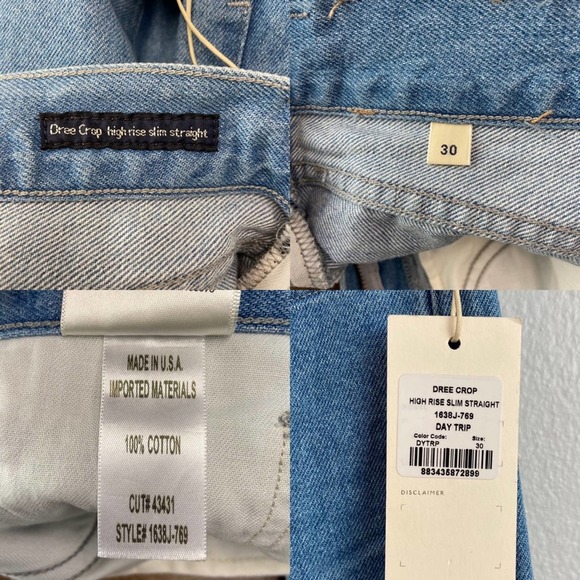 Dree Crop high rise slim straight
30
MADE IN U.S.A.
IMPORTED MATERIALS
100% COTTON
CUT# 43431
STYLE# 1638J-769
DREE CROP
HIGH RISE SLIM STRAIGHT
1638J-769
DAY TRIP
Color Code: Size:
DYTRP 30
883435872899
DISCLAIMER